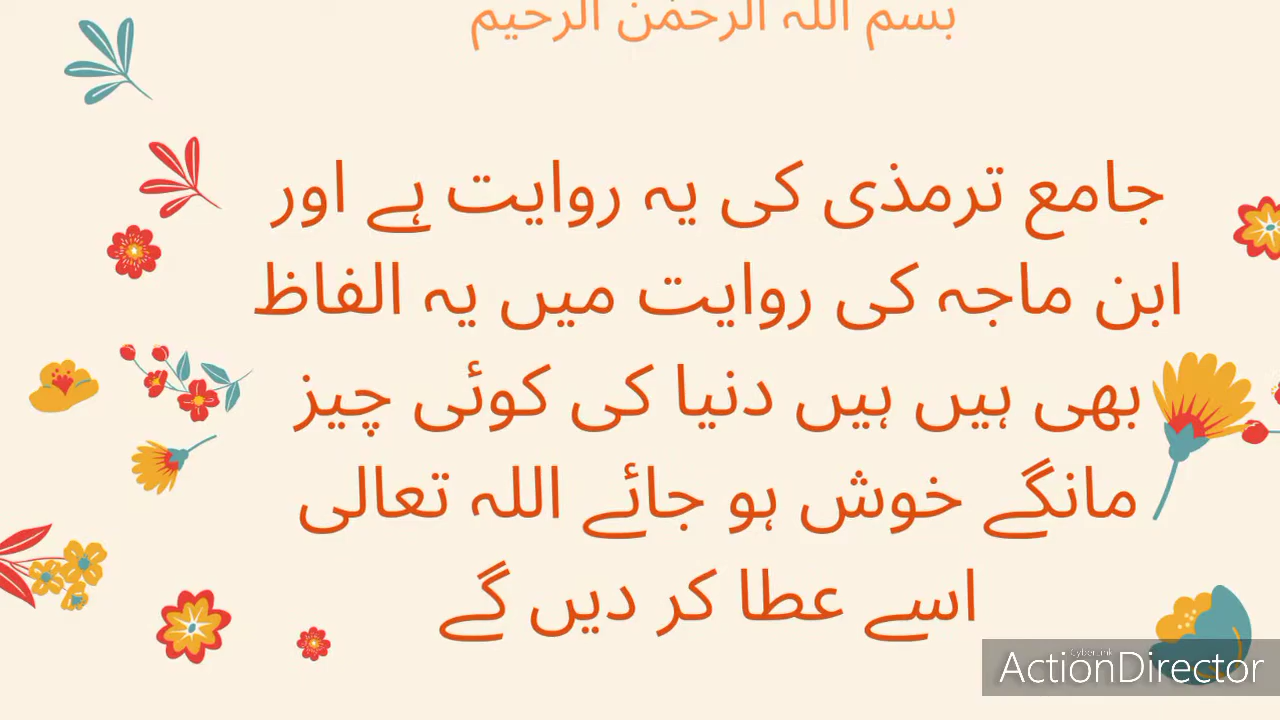 بسم اللہ الرحمٰن الرحیم
جامع ترمذی کی یہ روایت ہے اور
ابن ماجہ کی روایت میں یہ الفاظ
بھی ہیں ہیں دنیا کی کوئی چیز
مانگے خوش ہو جائے اللہ تعالی
اسے عطا کر دیں گے
CyberLink
ActionDirector